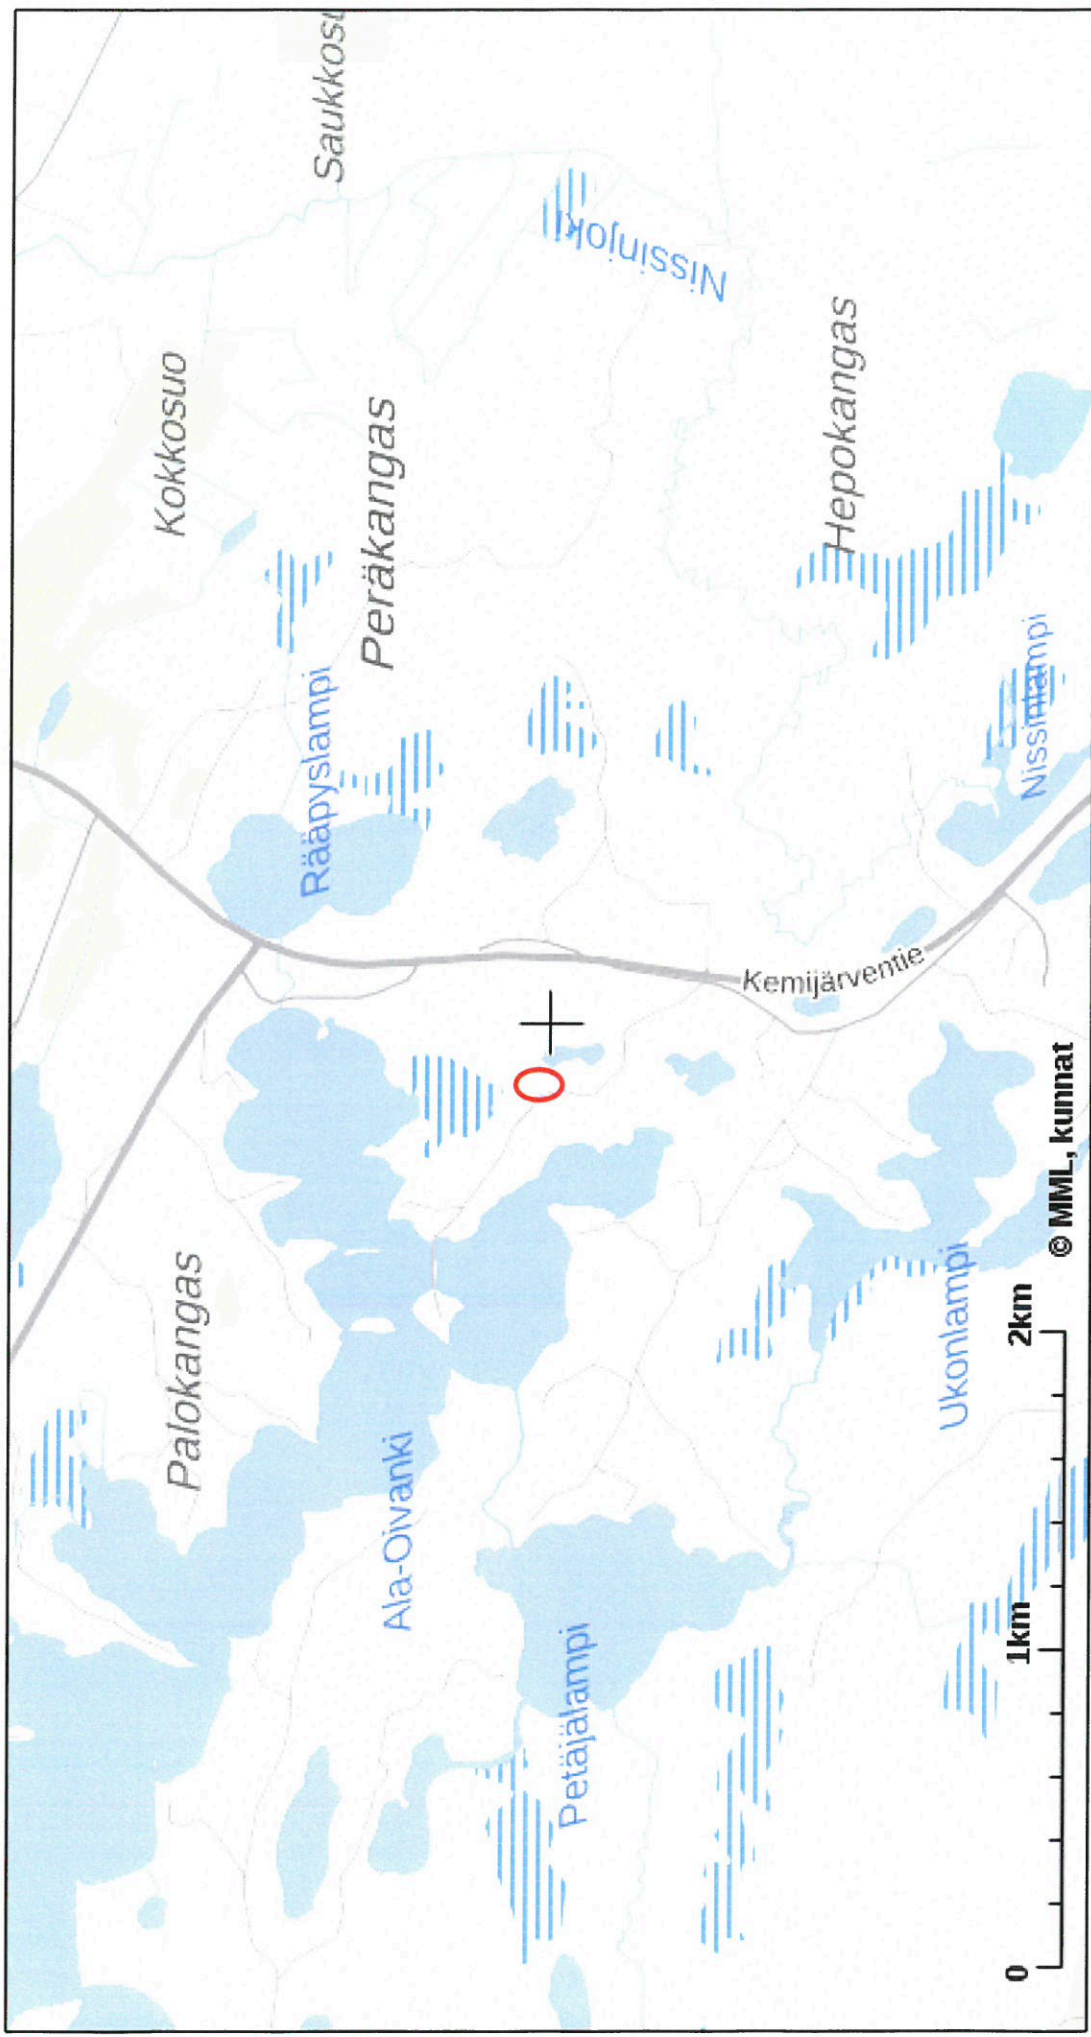 Palokangas
Kokkosuo
Saukkosu
Rääpyslampi
Peräkangas
Ala-Oivanki
Nissinjoki
Petäjälampi
Kemijärventie
Hepokangas
Ukonlampi
Nissinlampi
0
1km
2km
© MML, kunnat